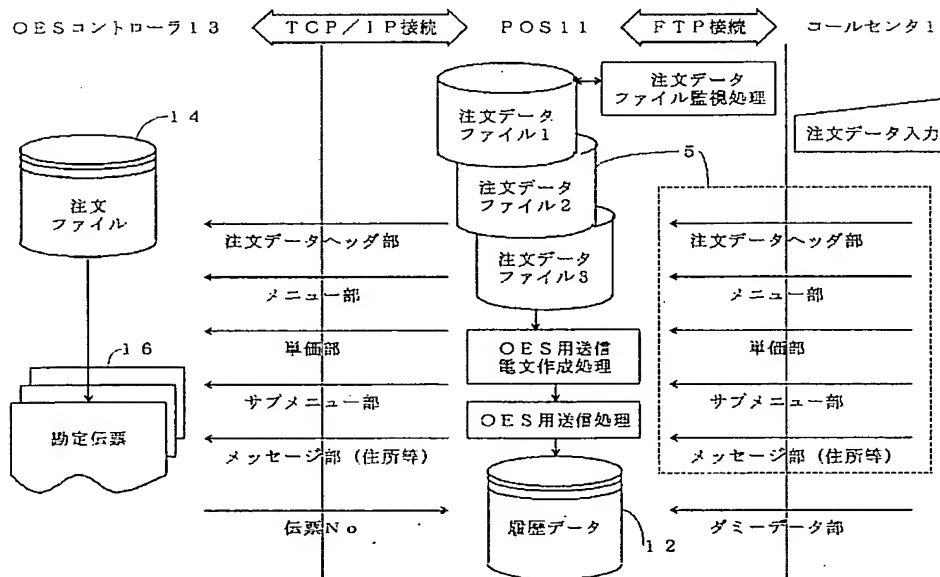 OESコントローラ13
TCP/IP接続
POS11
FTP接続
コールセンタ1
14
注文
ファイル
注文データ
ファイル1
注文データ
ファイル監視処理
注文データ入力
5
注文データ
ファイル2
注文データ
ファイル3
注文データヘッダ部
注文データヘッダ部
メニュー部
メニュー部
単価部
OES用送信
電文作成処理
単価部
16
サブメニュー部
OES用送信処理
サブメニュー部
勘定伝票
メッセージ部(住所等)
メッセージ部(住所等)
伝票No
履歴データ
12
ダミーデータ部